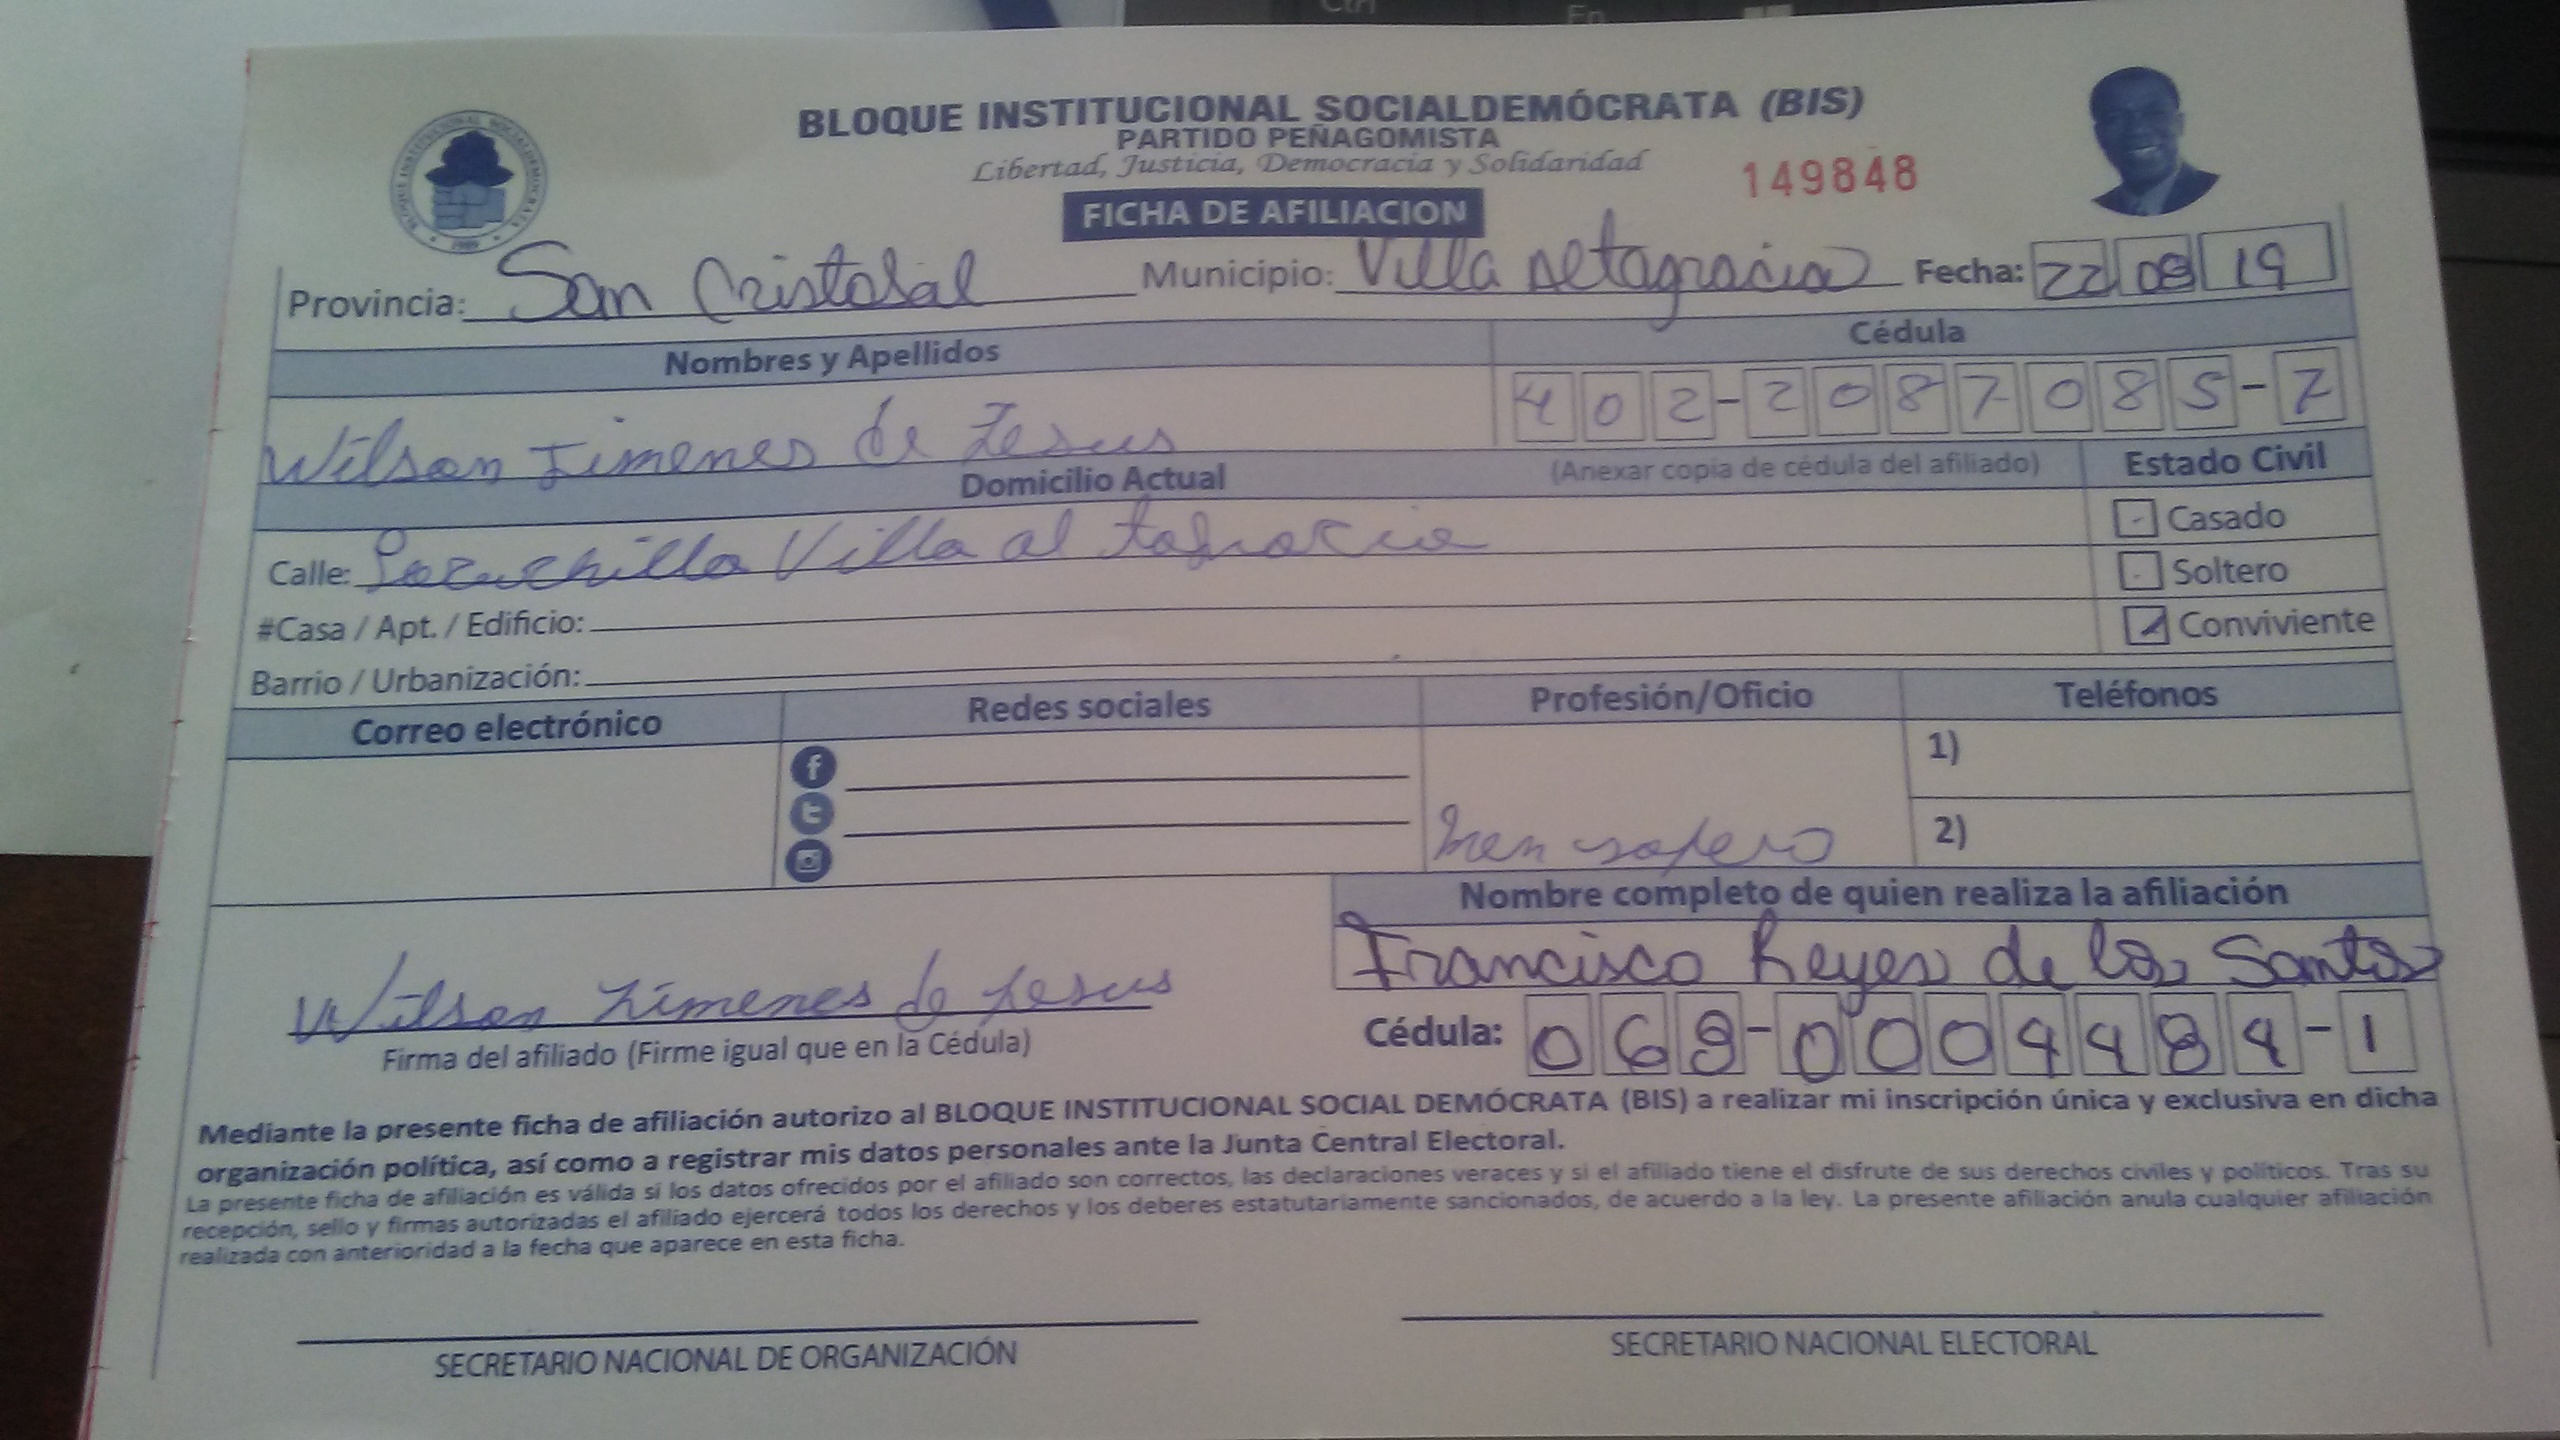 Ctrl
Fn
BLOQUE INSTITUCIONAL SOCIALDEMOCRATA
1989
BLOQUE INSTITUCIONAL SOCIALDEMÓCRATA (BIS)
PARTIDO PEÑAGOMISTA
Libertad, Justicia, Democracia y Solidaridad
149848
FICHA DE AFILIACION
Provincia: San Cristobal Municipio: Villa Altagracia Fecha: 22 08 19
Nombres y Apellidos Cédula
Wilson Jimenes de Jesus 402-2087085-7
Domicilio Actual (Anexar copia de cédula del afiliado) Estado Civil
Casado
Calle: Villa al tagracia
Soltero
#Casa / Apt. / Edificio:
Conviviente
Barrio / Urbanización:
Correo electrónico Redes sociales Profesión/Oficio Teléfonos
1)
2)
Nombre completo de quien realiza la afiliación
Francisco Reyes de los Santos
Wilson Jimenes de Jesus
Firma del afiliado (Firme igual que en la Cédula)
Cédula: 068-0004484-1
Mediante la presente ficha de afiliación autorizo al BLOQUE INSTITUCIONAL SOCIAL DEMÓCRATA (BIS) a realizar mi inscripción única y exclusiva en dicha
organización política, así como a registrar mis datos personales ante la Junta Central Electoral.
La presente ficha de afiliación es válida si los datos ofrecidos por el afiliado son correctos, las declaraciones veraces y si el afiliado tiene el disfrute de sus derechos civiles y políticos. Tras su
recepción, sello y firmas autorizadas el afiliado ejercerá todos los derechos y los deberes estatutariamente sancionados, de acuerdo a la ley. La presente afiliación anula cualquier afiliación
realizada con anterioridad a la fecha que aparece en esta ficha.
SECRETARIO NACIONAL DE ORGANIZACIÓN
SECRETARIO NACIONAL ELECTORAL